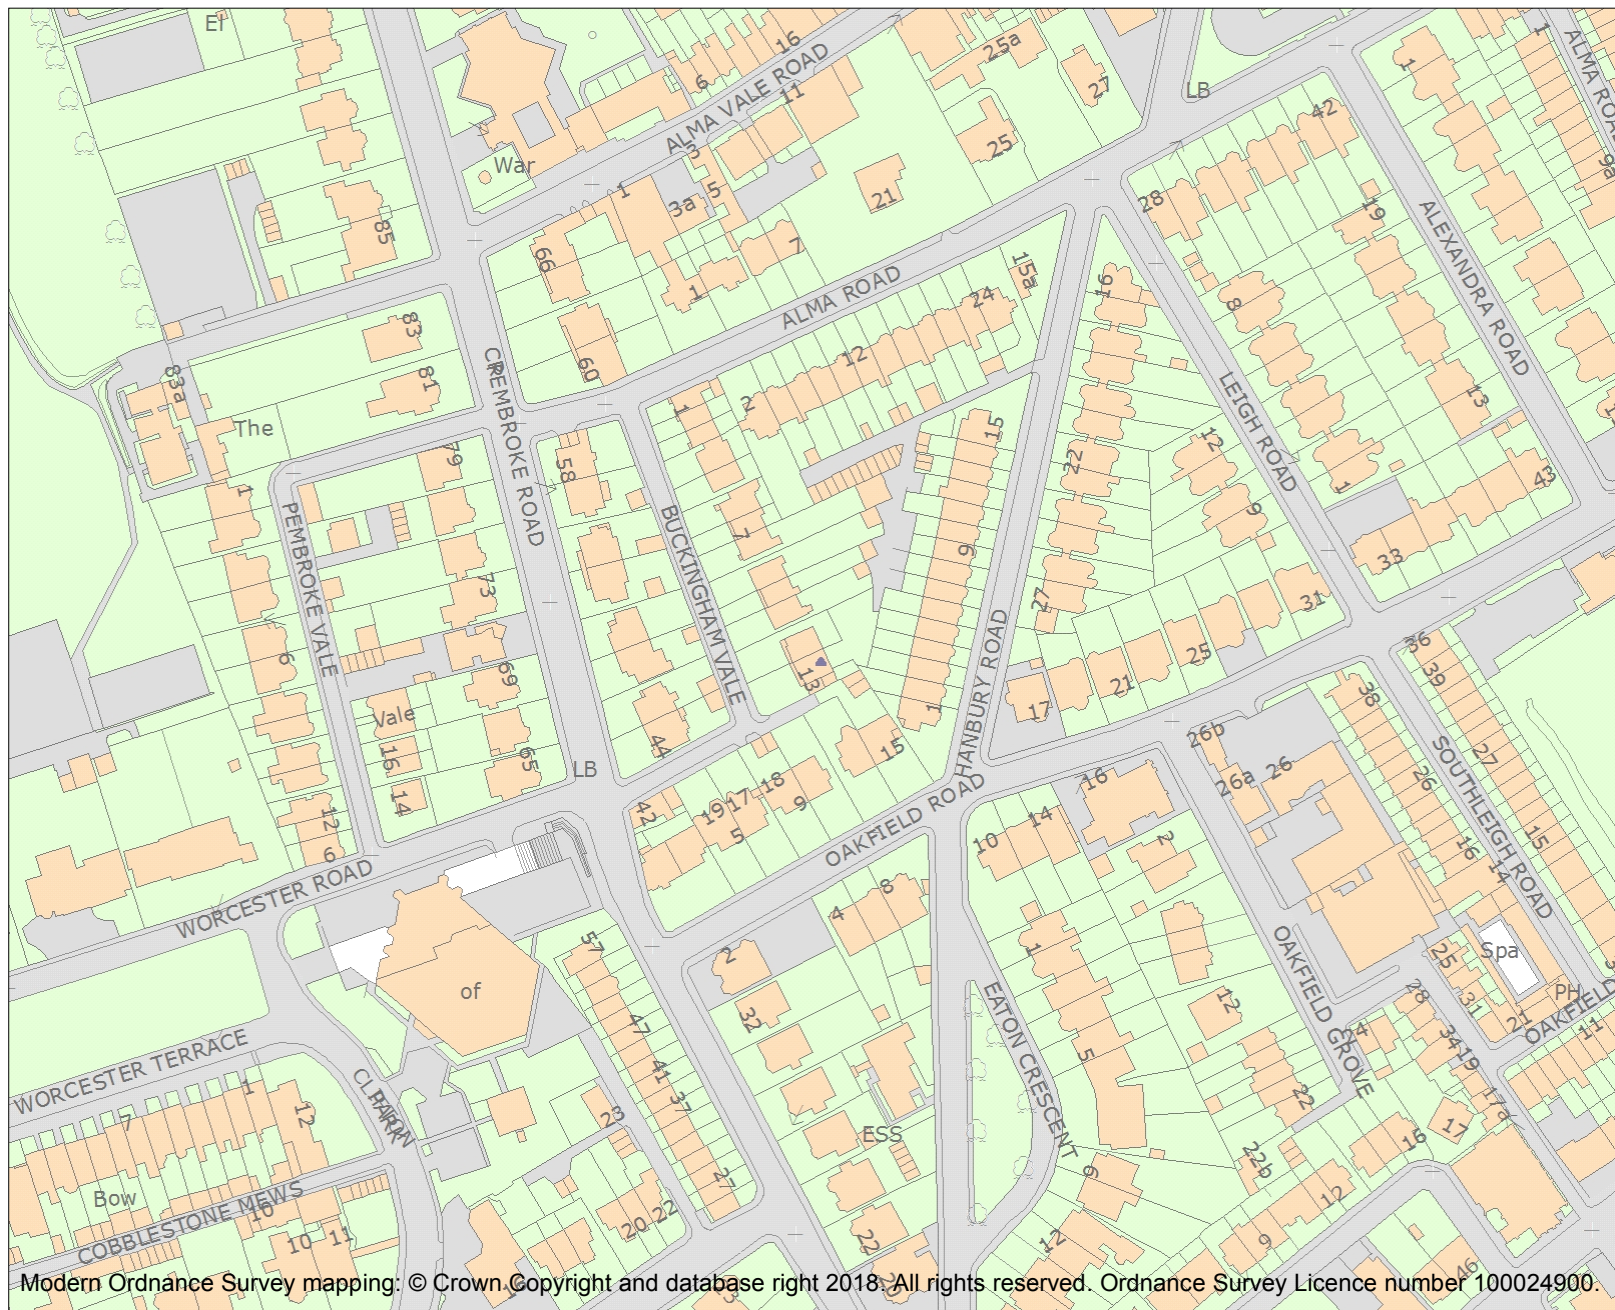 El
16
6
ALMA VALE ROAD
11
25a
27
LB
1
ALMA ROAD
9a
42
War
3
5
3a
1
25
21
28
85
66
7
1
15a
16
19
ALEXANDRA ROAD
ALMA ROAD
24
8
83
60
12
83a
81
CREMBROKE ROAD
2
1
LEIGH ROAD
13
The
79
58
15
22
12
1
43
1
PEMBROKE VALE
BUCKINGHAM VALE
7
9
9
33
73
27
31
6
69
13
HANBURY ROAD
25
36
39
21
38
Vale
16
44
1
17
26b
SOUTHLEIGH ROAD
27
65
LB
15
26
26a
26
14
42
18
17
19
9
5
16
14
10
2
12
6
OAKFIELD ROAD
16
15
14
WORCESTER ROAD
8
4
57
2
1
OAKFIELD GROVE
25
Spa
of
32
EATON CRESCENT
12
28
31
PH
21
OAKFIELD
11
47
24
34
19
WORCESTER TERRACE
5
41
37
1
7
12
CLIFTON
PARK
23
22
17a
17
16
ESS
27
9
22b
Bow
COBBLESTONE MEWS
10
10
11
20
22
22
12
12
9
46
Modern Ordnance Survey mapping: © Crown Copyright and database right 2018. All rights reserved. Ordnance Survey Licence number 100024900.